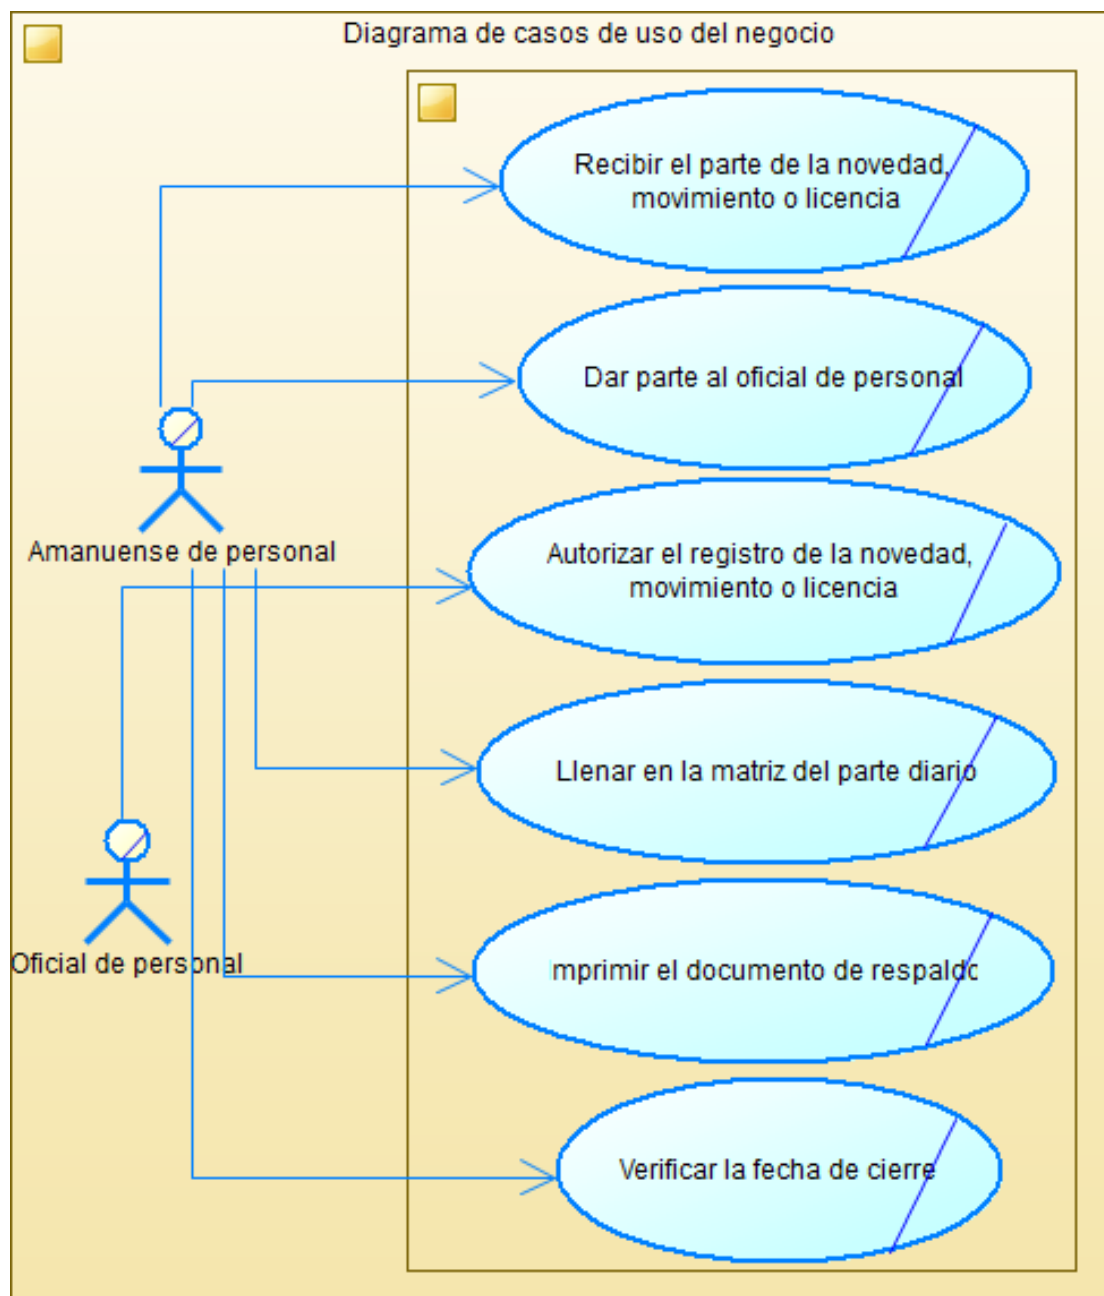 Diagrama de casos de uso del negocio
Recibir el parte de la novedad,
movimiento o licencia
Dar parte al oficial de personal
Amanuense de personal
Autorizar el registro de la novedad,
movimiento o licencia
Llenar en la matriz del parte diario
Oficial de personal
Imprimir el documento de respaldo
Verificar la fecha de cierre